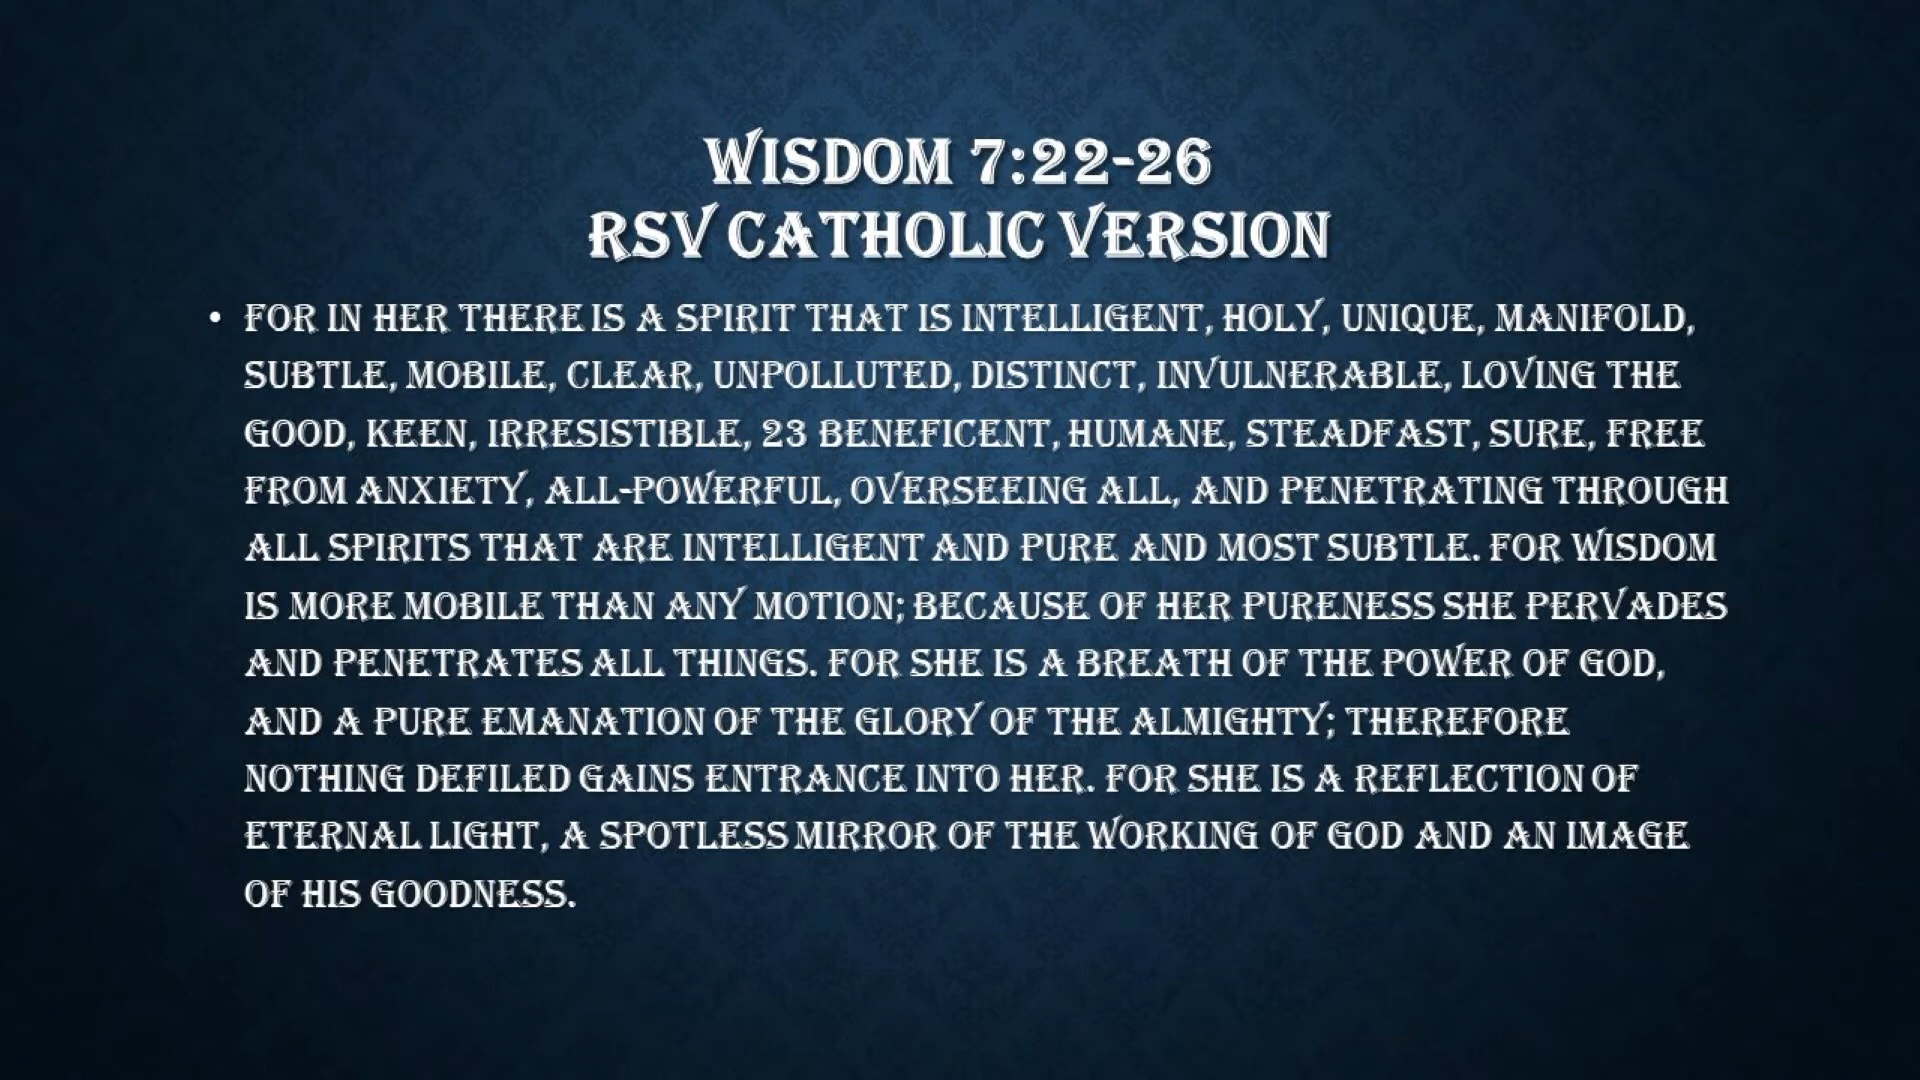 WISDOM 7:22-26
RSV CATHOLIC VERSION
• FOR IN HER THERE IS A SPIRIT THAT IS INTELLIGENT, HOLY, UNIQUE, MANIFOLD,
SUBTLE, MOBILE, CLEAR, UNPOLLUTED, DISTINCT, INVULNERABLE, LOVING THE
GOOD, KEEN, IRRESISTIBLE, 23 BENEFICENT, HUMANE, STEADFAST, SURE, FREE
FROM ANXIETY, ALL-POWERFUL, OVERSEEING ALL, AND PENETRATING THROUGH
ALL SPIRITS THAT ARE INTELLIGENT AND PURE AND MOST SUBTLE. FOR WISDOM
IS MORE MOBILE THAN ANY MOTION; BECAUSE OF HER PURENESS SHE PERVADES
AND PENETRATES ALL THINGS. FOR SHE IS A BREATH OF THE POWER OF GOD,
AND A PURE EMANATION OF THE GLORY OF THE ALMIGHTY; THEREFORE
NOTHING DEFILED GAINS ENTRANCE INTO HER. FOR SHE IS A REFLECTION OF
ETERNAL LIGHT, A SPOTLESS MIRROR OF THE WORKING OF GOD AND AN IMAGE
OF HIS GOODNESS.